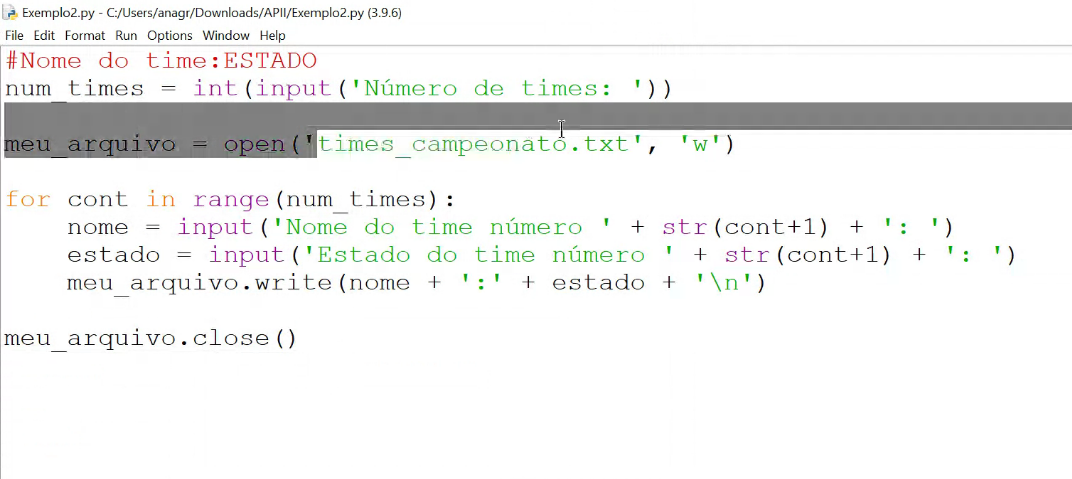 Exemplo2.py - C:/Users/anagr/Downloads/APII/Exemplo2.py (3.9.6)
File Edit Format Run Options Window Help
#Nome do time:ESTADO
num_times = int(input('Número de times: '))
meu_arquivo = open('times_campeonato.txt', 'w')
for cont in range(num_times):
    nome = input('Nome do time número ' + str(cont+1) + ': ')
    estado = input('Estado do time número ' + str(cont+1) + ': ')
    meu_arquivo.write(nome + ':' + estado + '\n')
meu_arquivo.close()